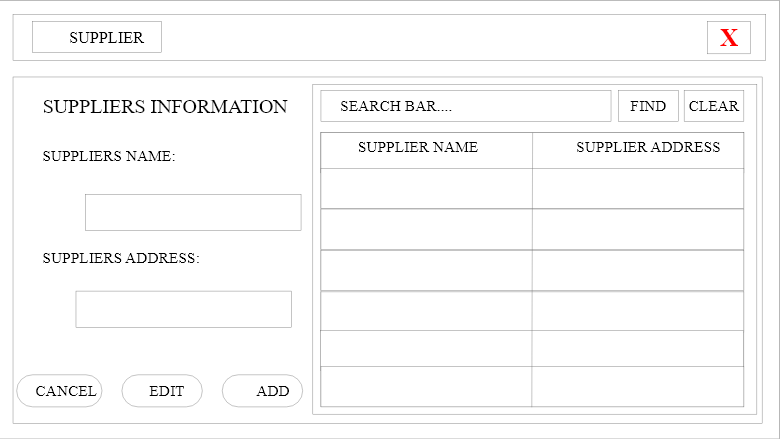 SUPPLIER
X
SUPPLIERS INFORMATION
SUPPLIERS NAME:
SUPPLIERS ADDRESS:
CANCEL
EDIT
ADD
SEARCH BAR....
FIND
CLEAR
SUPPLIER NAME
SUPPLIER ADDRESS